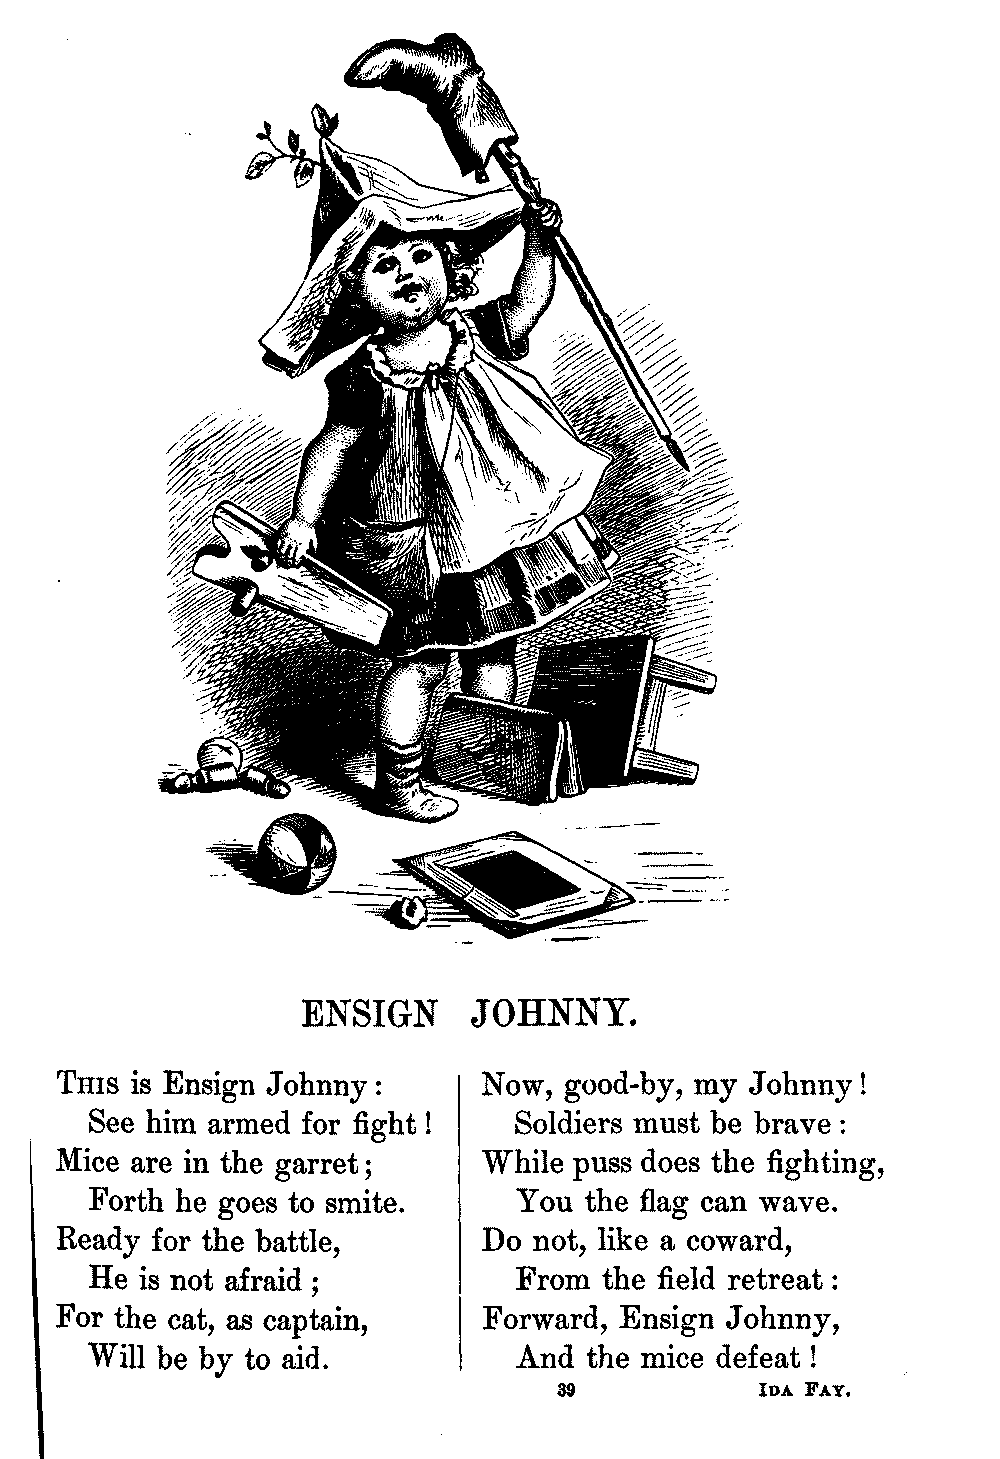 ENSIGN JOHNNY.
THIS is Ensign Johnny:
See him armed for fight!
Mice are in the garret;
Forth he goes to smite.
Ready for the battle,
He is not afraid;
For the cat, as captain,
Will be by to aid.
Now, good-by, my Johnny!
Soldiers must be brave:
While puss does the fighting,
You the flag can wave.
Do not, like a coward,
From the field retreat:
Forward, Ensign Johnny,
And the mice defeat!
39 IDA FAY.